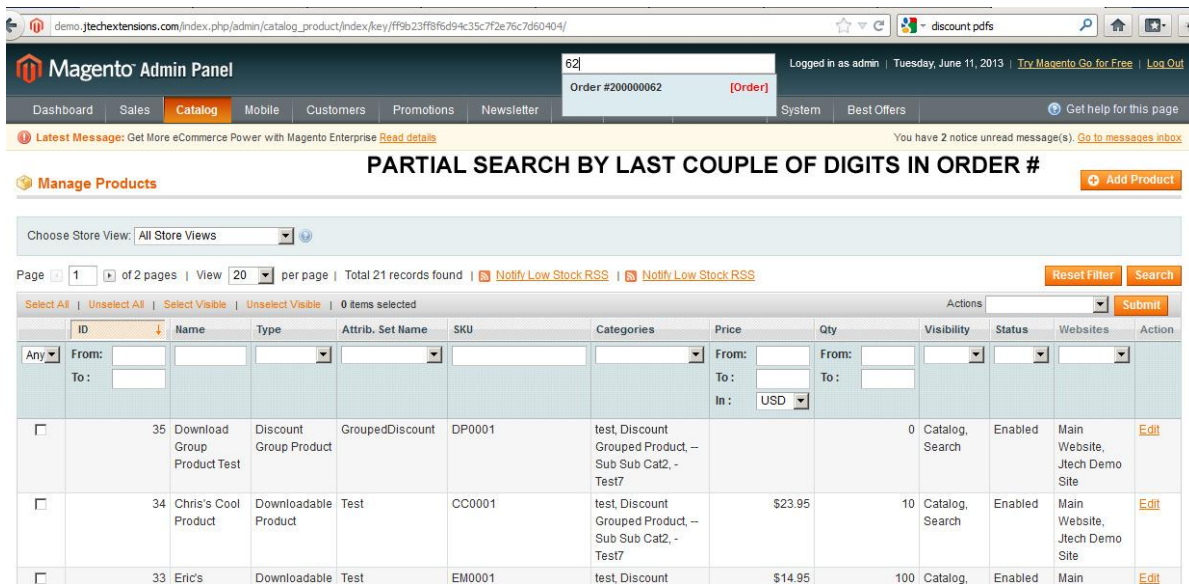 demo.jtechextensions.com/index.php/admin/catalog_product/index/key/ff9b23ff8f6d94c35c7f2e76c7d60404/ discount pdfs
Magento Admin Panel 62 Logged in as admin | Tuesday, June 11, 2013 | Try Magento Go for Free | Log Out
Order #200000062 [Order]
Dashboard Sales Catalog Mobile Customers Promotions Newsletter System Best Offers Get help for this page
Latest Message: Get More eCommerce Power with Magento Enterprise Read details You have 2 notice unread message(s). Go to messages inbox
PARTIAL SEARCH BY LAST COUPLE OF DIGITS IN ORDER #
Manage Products Add Product
Choose Store View: All Store Views
Page 1 of 2 pages | View 20 per page | Total 21 records found | Notify Low Stock RSS | Notify Low Stock RSS Reset Filter Search
Select All | Unselect All | Select Visible | Unselect Visible | 0 items selected Actions Submit
ID Name Type Attrib. Set Name SKU Categories Price Qty Visibility Status Websites Action
Any From: From: From:
To : To : To :
In : USD
35 Download Discount GroupedDiscount DP0001 test, Discount 0 Catalog, Enabled Main Edit
Group Group Product Grouped Product, -- Search Website,
Product Test Sub Sub Cat2, - Jtech Demo
Test7 Site
34 Chris's Cool Downloadable Test CC0001 test, Discount $23.95 10 Catalog, Enabled Main Edit
Product Product Grouped Product, -- Search Website,
Sub Sub Cat2, - Jtech Demo
Test7 Site
33 Eric's Downloadable Test EM0001 test, Discount $14.95 100 Catalog, Enabled Main Edit